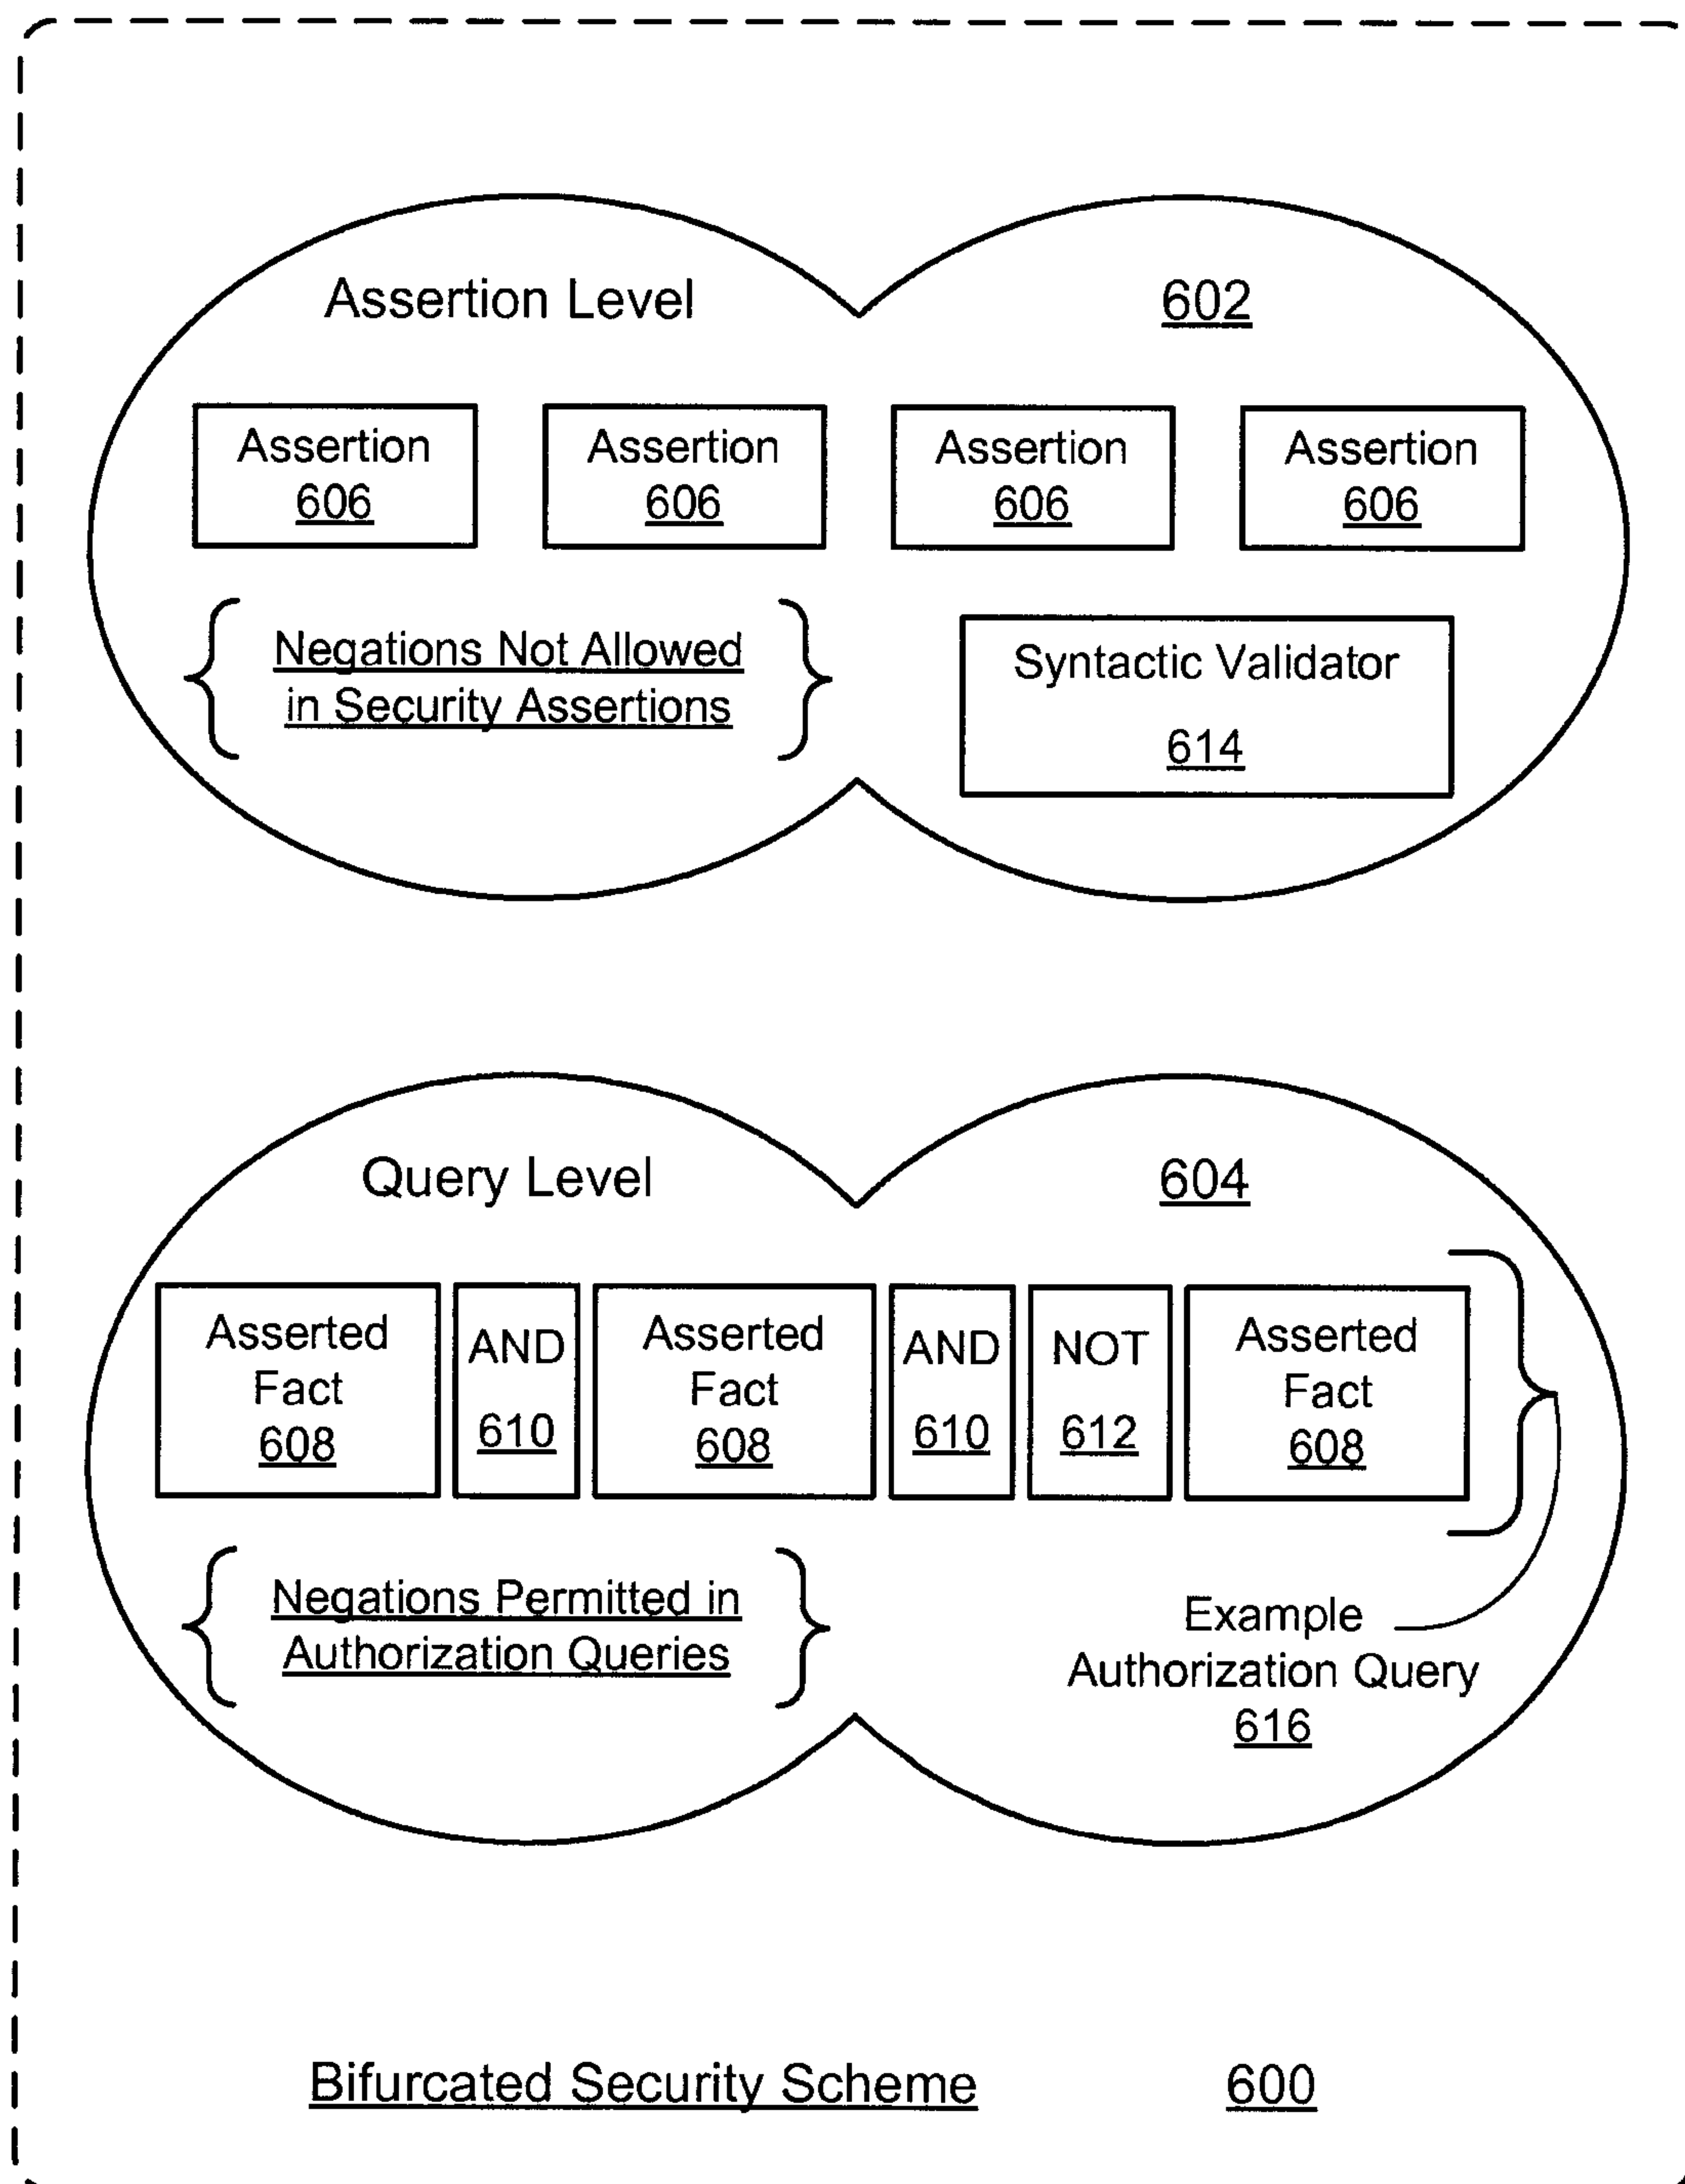 Assertion Level 602
Assertion Assertion Assertion Assertion
606 606 606 606
Negations Not Allowed
in Security Assertions
Syntactic Validator
614
Query Level 604
Asserted
Fact
608
AND
610
Asserted
Fact
608
AND
610
NOT
612
Asserted
Fact
608
Negations Permitted in
Authorization Queries
Example
Authorization Query
616
Bifurcated Security Scheme 600